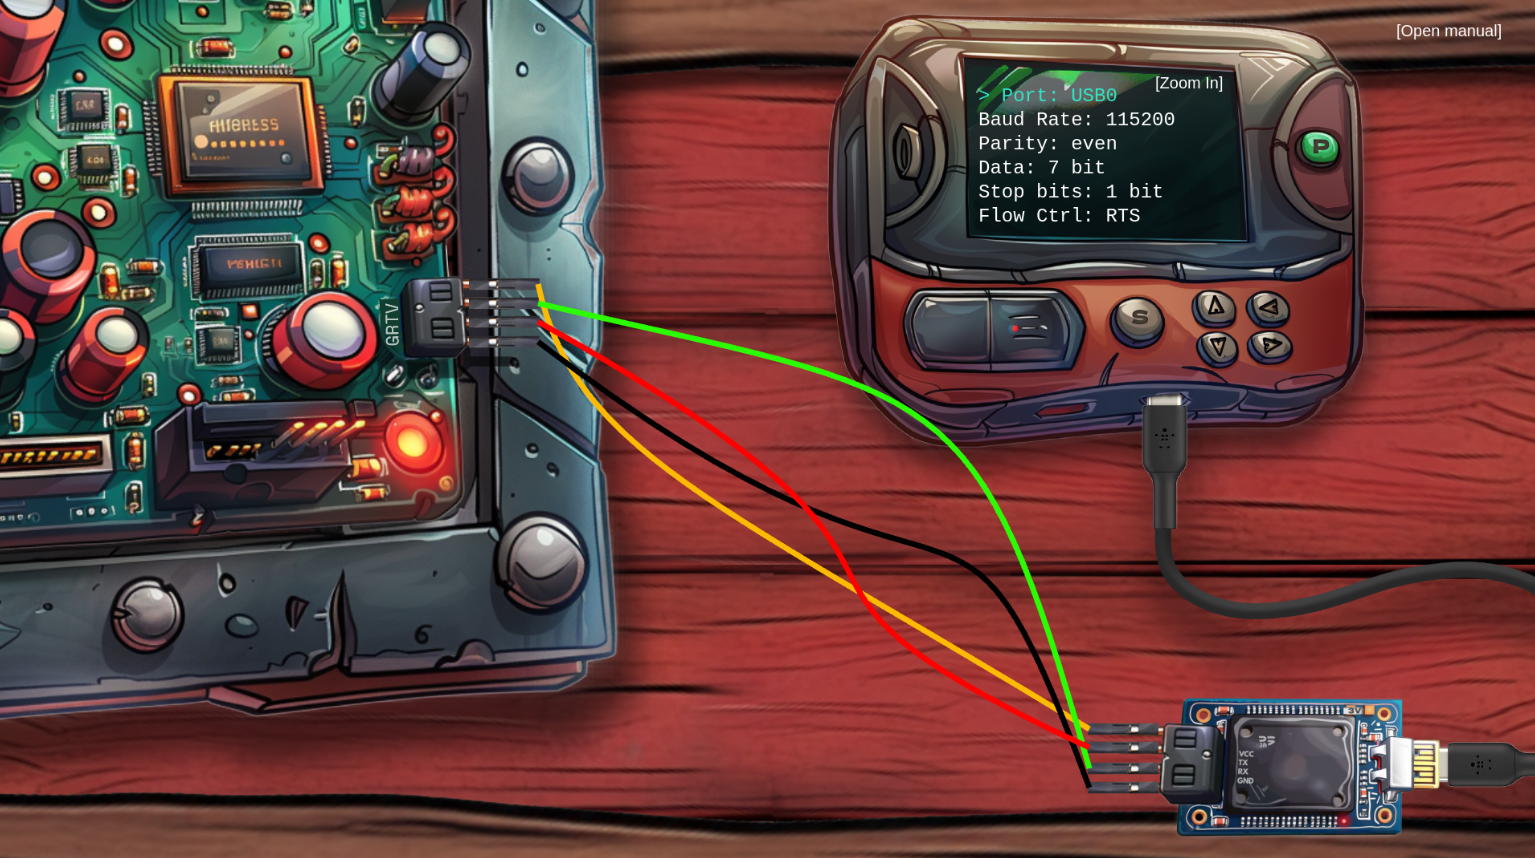 [Open manual]
[Zoom In]
> Port: USB0
Baud Rate: 115200
Parity: even
Data: 7 bit
Stop bits: 1 bit
Flow Ctrl: RTS
P
S
GRTV
3V
VCC
TX
RX
GND